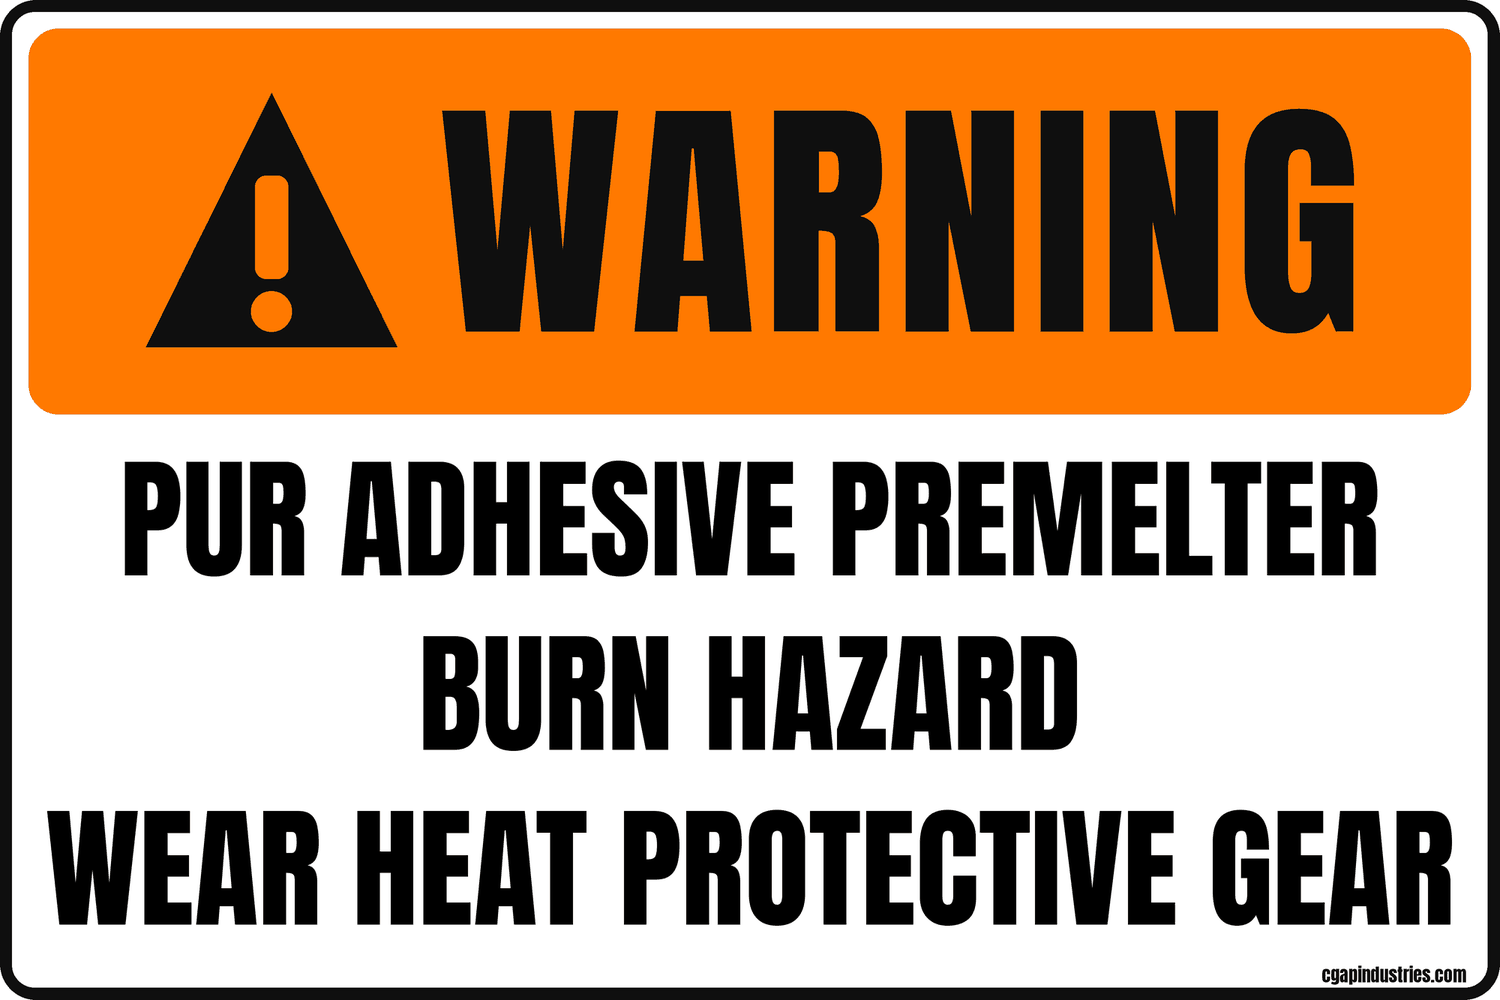 WARNING
PUR ADHESIVE PREMELTER
BURN HAZARD
WEAR HEAT PROTECTIVE GEAR
cgapindustries.com